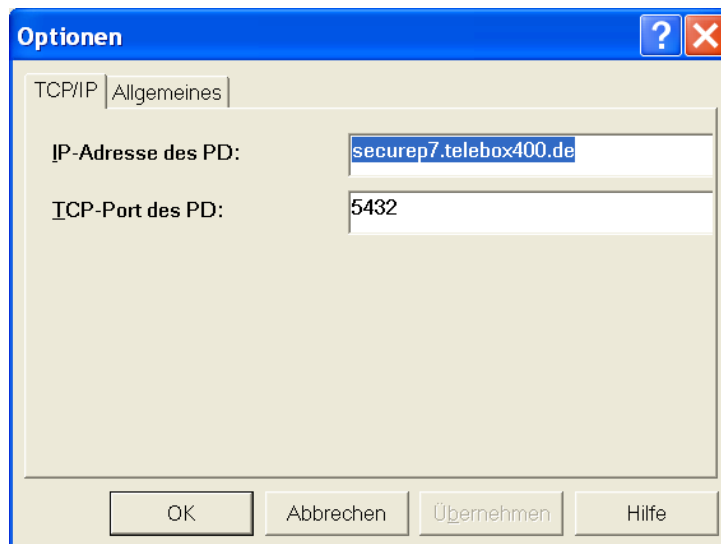 Optionen
TCP/IP Allgemeines
IP-Adresse des PD: securep7.telebox400.de
TCP-Port des PD: 5432
OK Abbrechen Übernehmen Hilfe